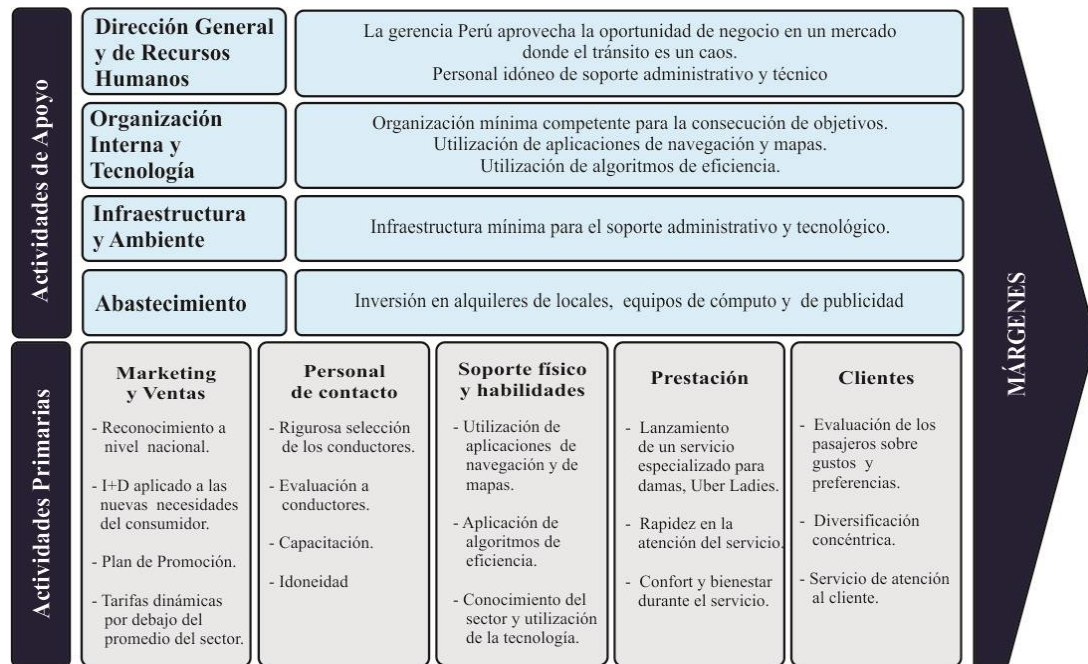 Actividades de Apoyo
Dirección General
y de Recursos
Humanos
La gerencia Perú aprovecha la oportunidad de negocio en un mercado
donde el tránsito es un caos.
Personal idóneo de soporte administrativo y técnico
Organización
Interna y
Tecnología
Organización mínima competente para la consecución de objetivos.
Utilización de aplicaciones de navegación y mapas.
Utilización de algoritmos de eficiencia.
Infraestructura
y Ambiente
Infraestructura mínima para el soporte administrativo y tecnológico.
Abastecimiento
Inversión en alquileres de locales, equipos de cómputo y de publicidad
Actividades Primarias
Marketing
y Ventas
- Reconocimiento a
nivel nacional.
- I+D aplicado a las
nuevas necesidades
del consumidor.
- Plan de Promoción.
- Tarifas dinámicas
por debajo del
promedio del sector.
Personal
de contacto
- Rigurosa selección
de los conductores.
- Evaluación a
conductores.
- Capacitación.
- Idoneidad
Soporte físico
y habilidades
- Utilización de
aplicaciones de
navegación y de
mapas.
- Aplicación de
algoritmos de
eficiencia.
- Conocimiento del
sector y utilización
de la tecnología.
Prestación
- Lanzamiento
de un servicio
especializado para
damas, Uber Ladies.
- Rapidez en la
atención del servicio.
- Confort y bienestar
durante el servicio.
Clientes
- Evaluación de los
pasajeros sobre
gustos y
preferencias.
- Diversificación
concéntrica.
- Servicio de atención
al cliente.
MÁRGENES